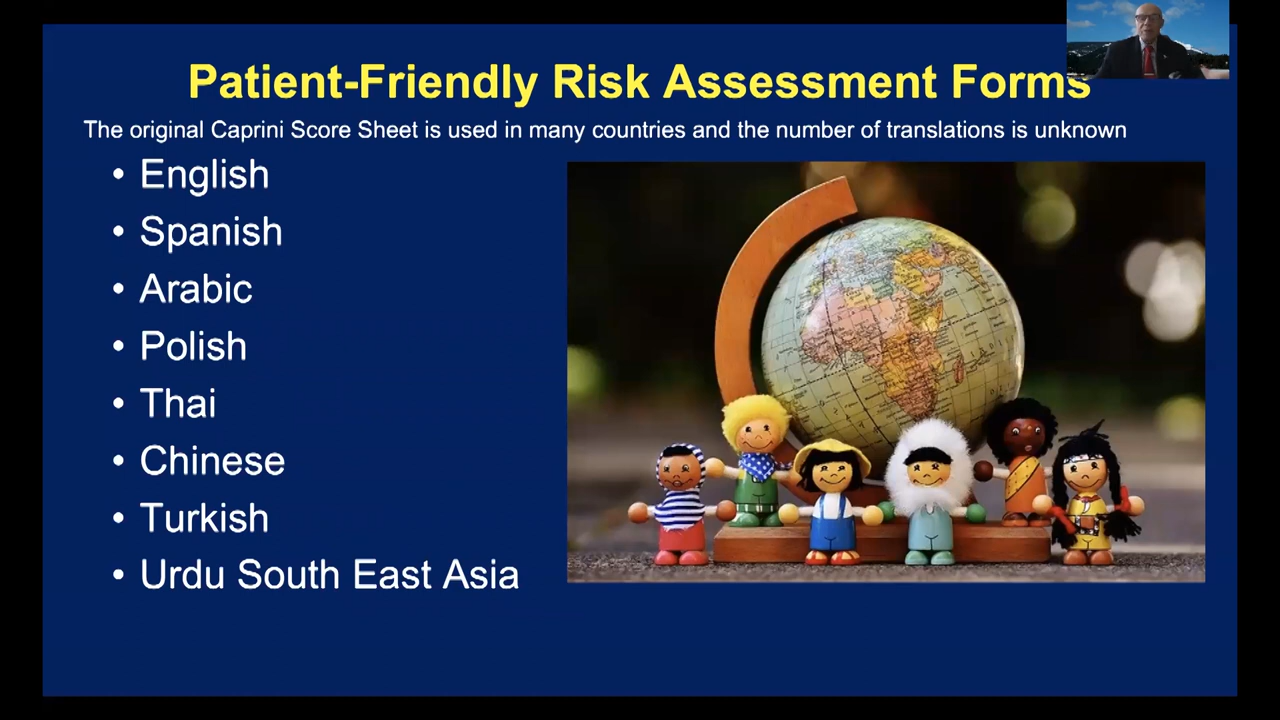 Patient-Friendly Risk Assessment Forms
The original Caprini Score Sheet is used in many countries and the number of translations is unknown
• English
• Spanish
• Arabic
• Polish
• Thai
• Chinese
• Turkish
• Urdu South East Asia